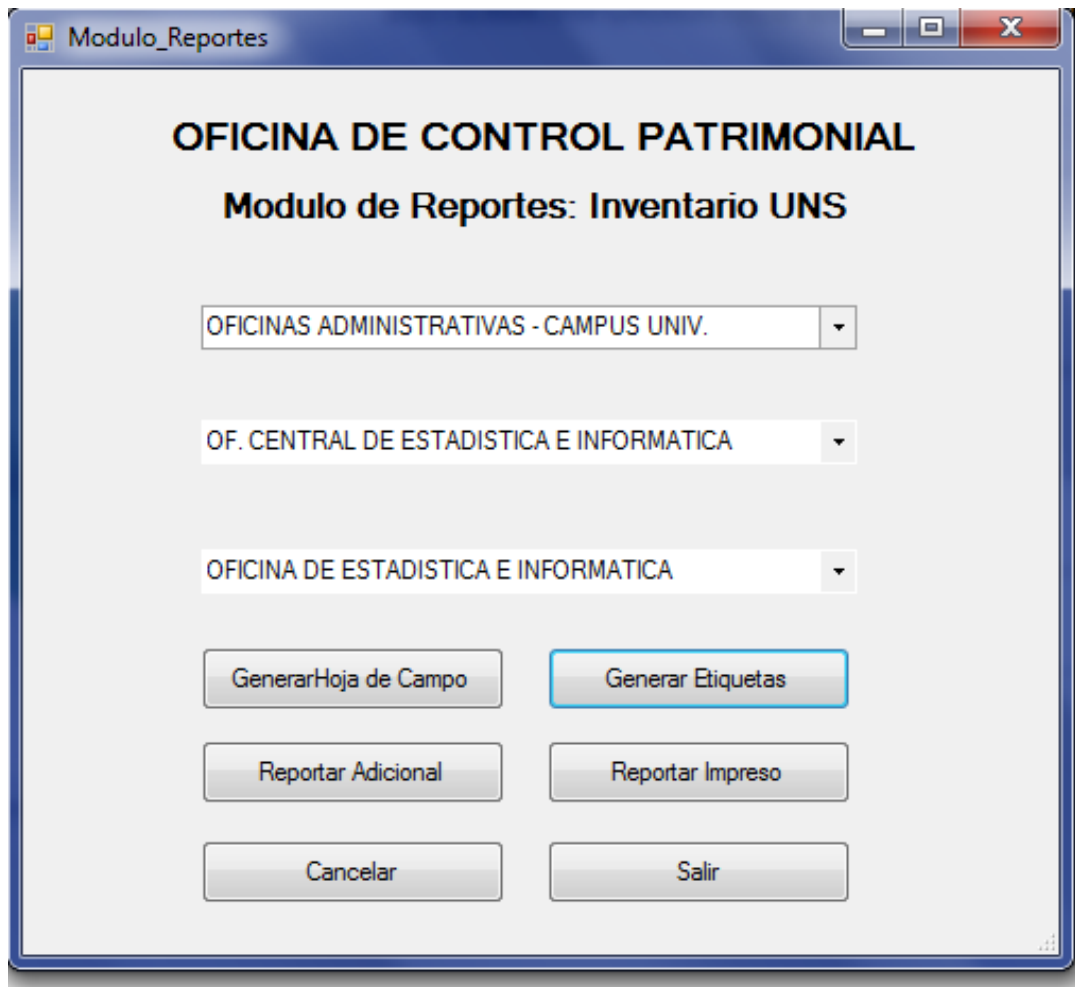 Modulo_Reportes
OFICINA DE CONTROL PATRIMONIAL
Modulo de Reportes: Inventario UNS
OFICINAS ADMINISTRATIVAS - CAMPUS UNIV.
OF. CENTRAL DE ESTADISTICA E INFORMATICA
OFICINA DE ESTADISTICA E INFORMATICA
GenerarHoja de Campo
Generar Etiquetas
Reportar Adicional
Reportar Impreso
Cancelar
Salir